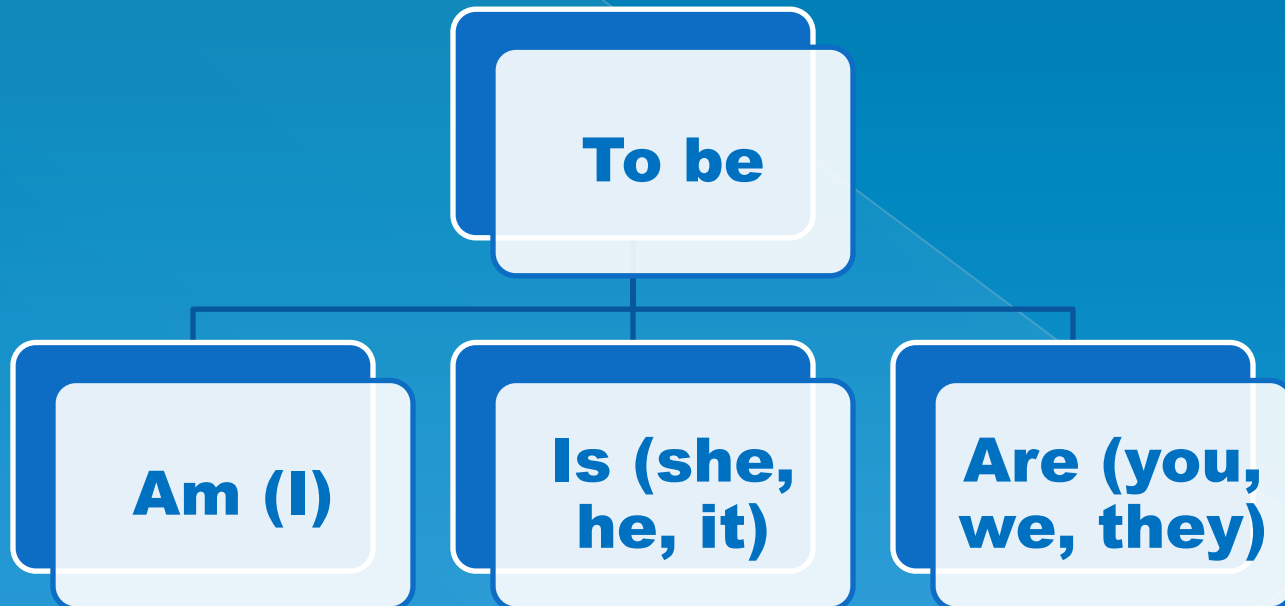 To be
Am (I)
Is (she,
he, it)
Are (you,
we, they)